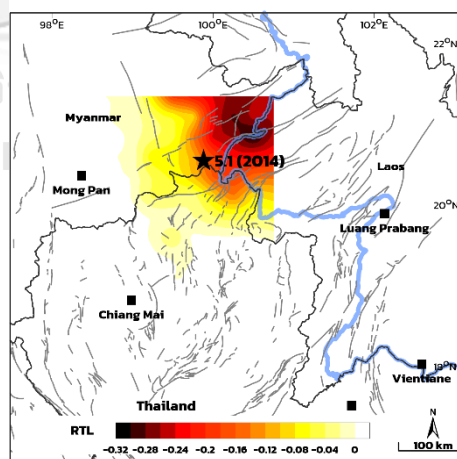 98°E 100°E 102°E
22°N
Myanmar
5.1 (2014)
Laos
Mong Pan
20°N
Luang Prabang
Chiang Mai
18°N
Vientiane
Thailand
RTL
N
-0.32 -0.28 -0.24 -0.2 -0.16 -0.12 -0.08 -0.04 0
100 km